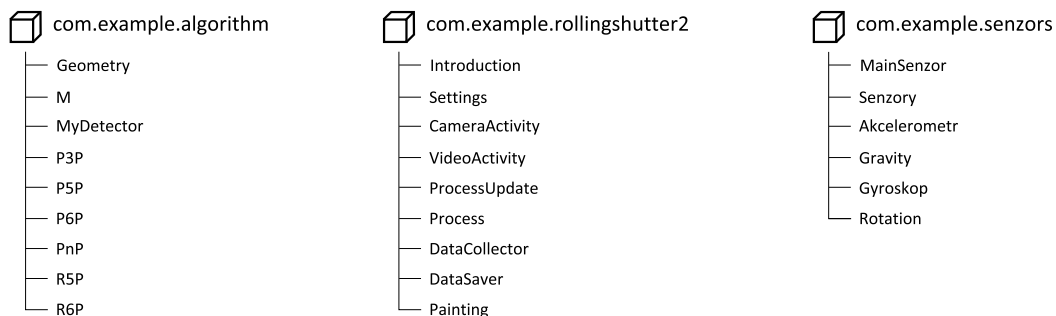 com.example.algorithm
Geometry
M
MyDetector
P3P
P5P
P6P
PnP
R5P
R6P
com.example.rollingshutter2
Introduction
Settings
CameraActivity
VideoActivity
ProcessUpdate
Process
DataCollector
DataSaver
Painting
com.example.senzors
MainSenzor
Senzory
Akcelerometr
Gravity
Gyroskop
Rotation